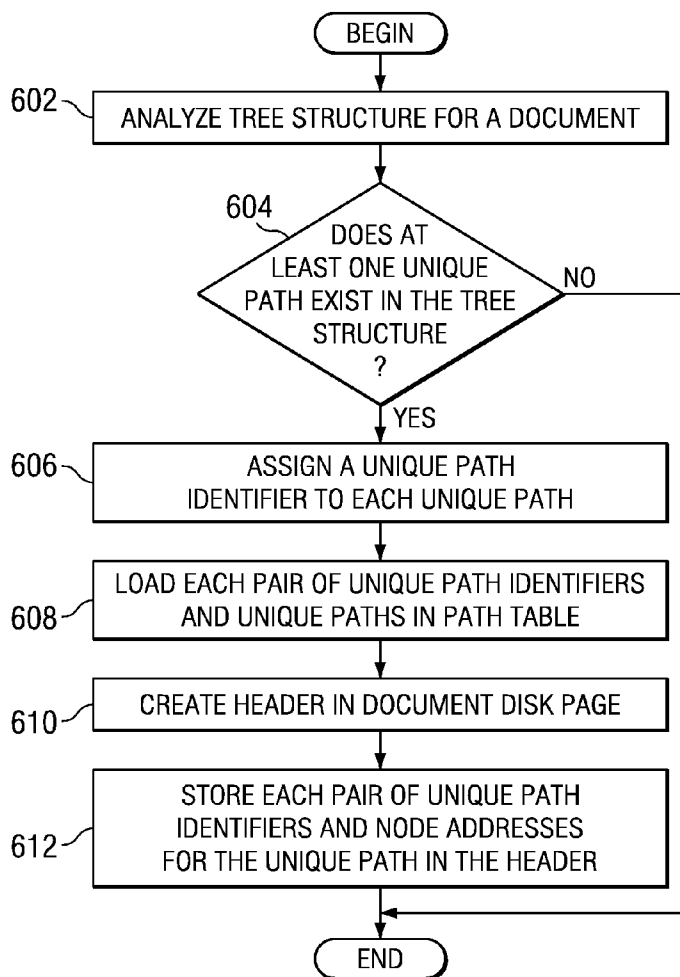 BEGIN
602
ANALYZE TREE STRUCTURE FOR A DOCUMENT
604
DOES AT
LEAST ONE UNIQUE
PATH EXIST IN THE TREE
STRUCTURE
?
NO
YES
606
ASSIGN A UNIQUE PATH
IDENTIFIER TO EACH UNIQUE PATH
608
LOAD EACH PAIR OF UNIQUE PATH IDENTIFIERS
AND UNIQUE PATHS IN PATH TABLE
610
CREATE HEADER IN DOCUMENT DISK PAGE
612
STORE EACH PAIR OF UNIQUE PATH
IDENTIFIERS AND NODE ADDRESSES
FOR THE UNIQUE PATH IN THE HEADER
END